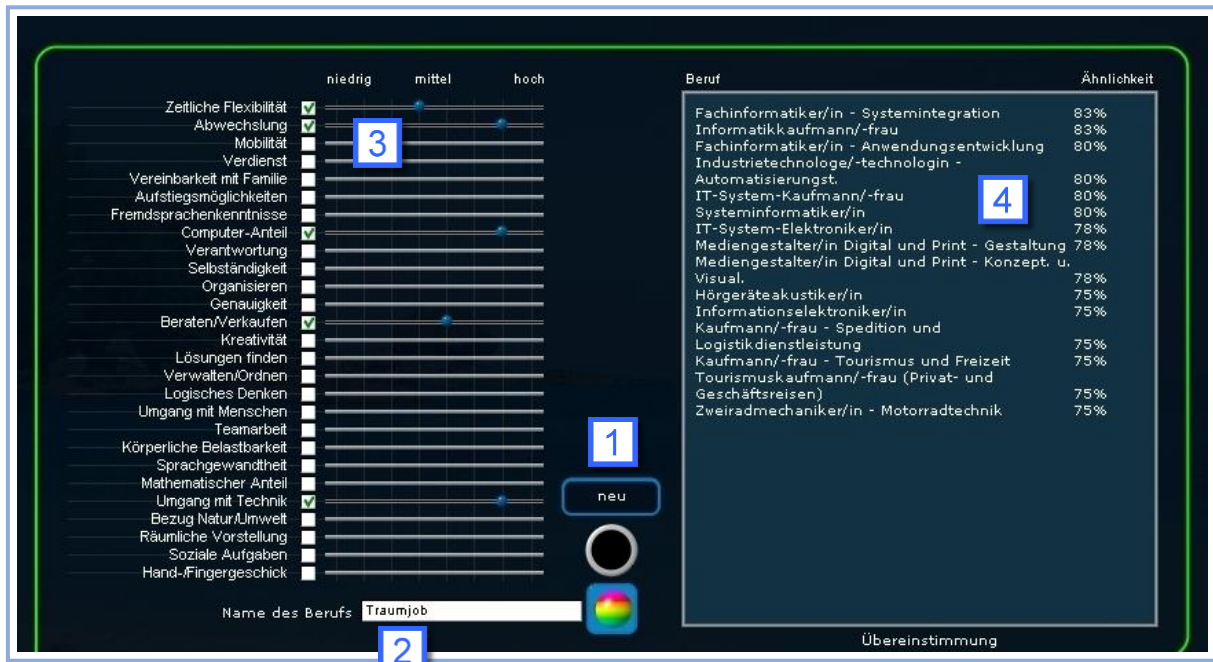 niedrig mittel hoch
Zeitliche Flexibilität
Abwechslung
Mobilität
Verdienst
Vereinbarkeit mit Familie
Aufstiegsmöglichkeiten
Fremdsprachenkenntnisse
Computer-Anteil
Verantwortung
Selbständigkeit
Organisieren
Genauigkeit
Beraten/Verkaufen
Kreativität
Lösungen finden
Verwalten/Ordnen
Logisches Denken
Umgang mit Menschen
Teamarbeit
Körperliche Belastbarkeit
Sprachgewandtheit
Mathematischer Anteil
Umgang mit Technik
Bezug Natur/Umwelt
Räumliche Vorstellung
Soziale Aufgaben
Hand-/Fingergeschick
3
1
neu
Name des Berufs Traumjob
2
Beruf Ähnlichkeit
Fachinformatiker/in - Systemintegration 83%
Informatikkaufmann/-frau 83%
Fachinformatiker/in - Anwendungsentwicklung 80%
Industrietechnologe/-technologin -
Automatisierungst. 80%
IT-System-Kaufmann/-frau 80%
Systeminformatiker/in 80%
IT-System-Elektroniker/in 78%
Mediengestalter/in Digital und Print - Gestaltung 78%
Mediengestalter/in Digital und Print - Konzept. u.
Visual. 78%
Hörgeräteakustiker/in 75%
Informationselektroniker/in 75%
Kaufmann/-frau - Spedition und
Logistikdienstleistung 75%
Kaufmann/-frau - Tourismus und Freizeit 75%
Tourismuskaufmann/-frau (Privat- und
Geschäftsreisen) 75%
Zweiradmechaniker/in - Motorradtechnik 75%
4
Übereinstimmung